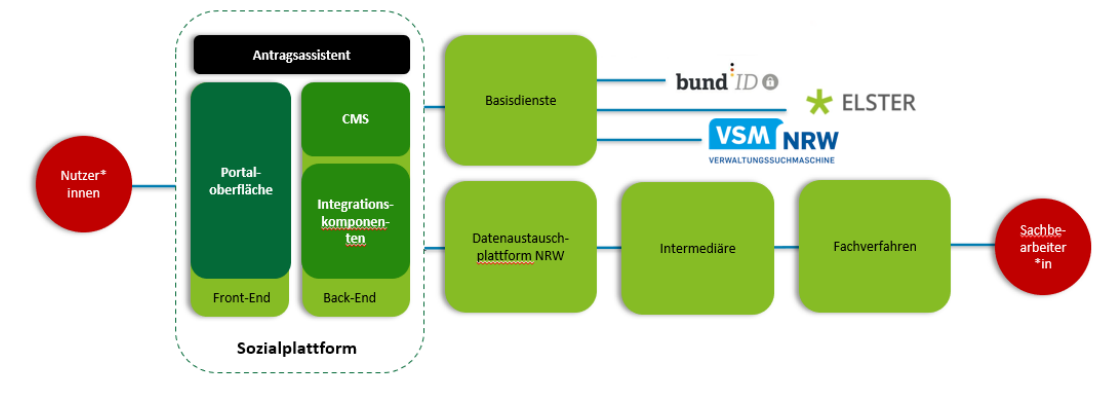 Antragsassistent
Nutzer*
innen
Portal-
oberfläche
Front-End
CMS
Integrations-
komponen-
ten
Back-End
Sozialplattform
Basisdienste
bund ID
ELSTER
VSM NRW
VERWALTUNGSSUCHMASCHINE
Datenaustausch-
plattform NRW
Intermediäre
Fachverfahren
Sachbe-
arbeiter
*in